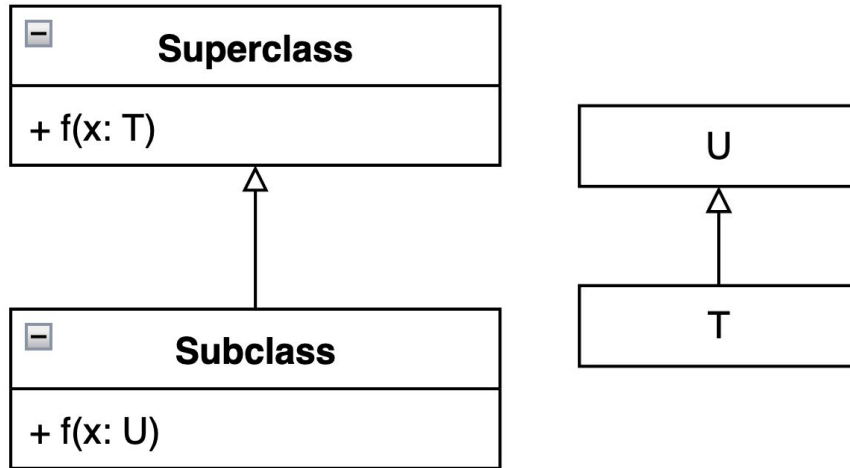 Superclass
+ f(x: T)
Subclass
+ f(x: U)
U
T